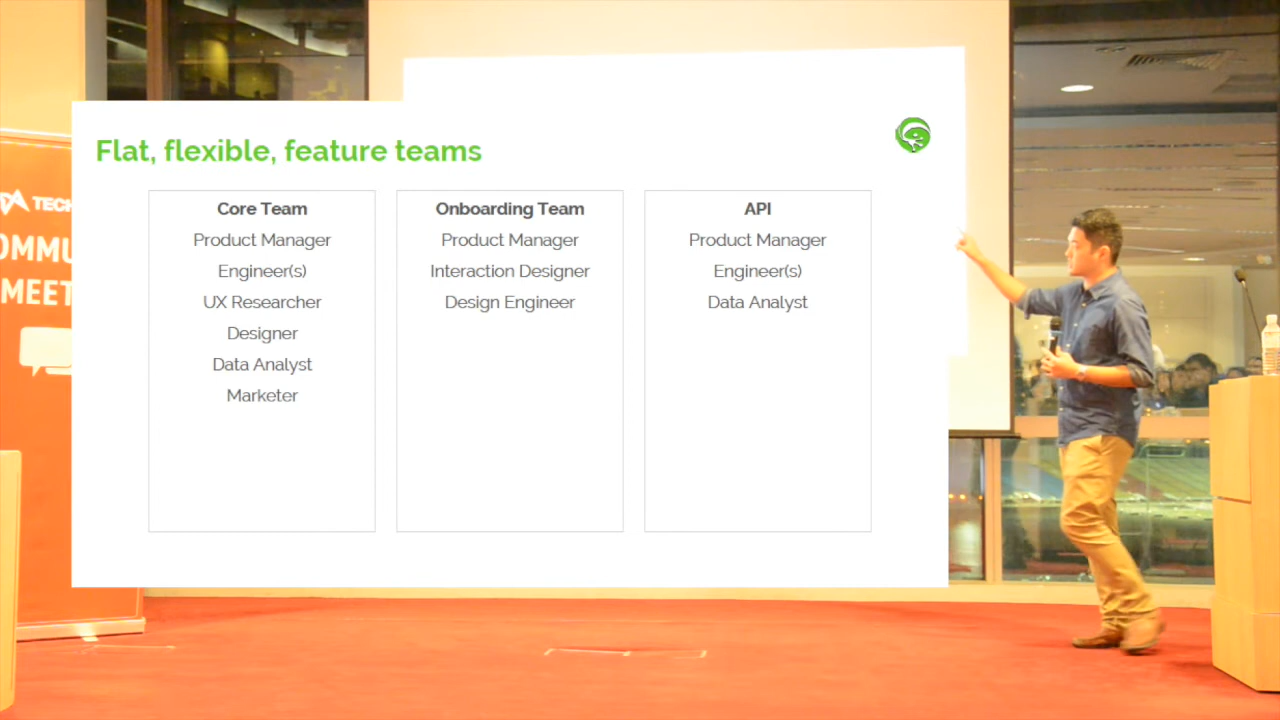 Flat, flexible, feature teams
Core Team
Product Manager
Engineer(s)
UX Researcher
Designer
Data Analyst
Marketer
Onboarding Team
Product Manager
Interaction Designer
Design Engineer
API
Product Manager
Engineer(s)
Data Analyst
TECH
OMMU
MEET